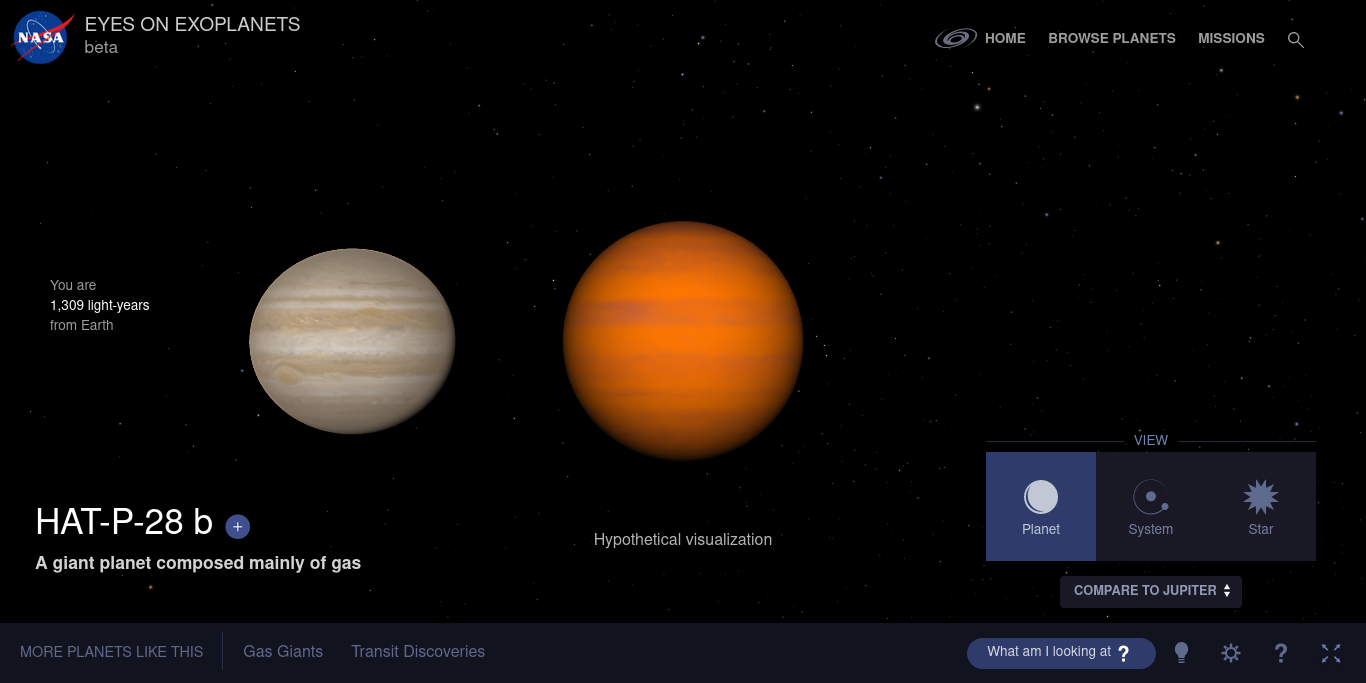 NASA
EYES ON EXOPLANETS
beta
HOME
BROWSE PLANETS
MISSIONS
You are
1,309 light-years
from Earth
HAT-P-28 b +
A giant planet composed mainly of gas
Hypothetical visualization
VIEW
Planet
System
Star
COMPARE TO JUPITER
MORE PLANETS LIKE THIS
Gas Giants
Transit Discoveries
What am I looking at ?
?